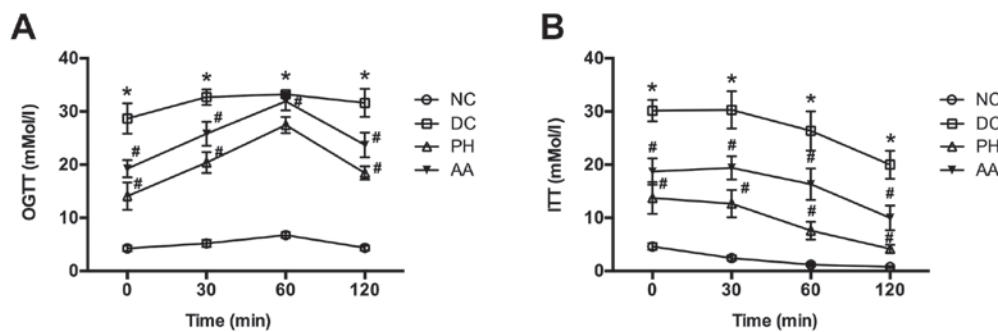 A
OGTT (mMol/l)
40
30
20
10
0
* * * *
# # # #
# # #
0 30 60 120
Time (min)
NC
DC
PH
AA
B
ITT (mMol/l)
40
30
20
10
0
* * * *
# # # #
# # # #
0 30 60 120
Time (min)
NC
DC
PH
AA